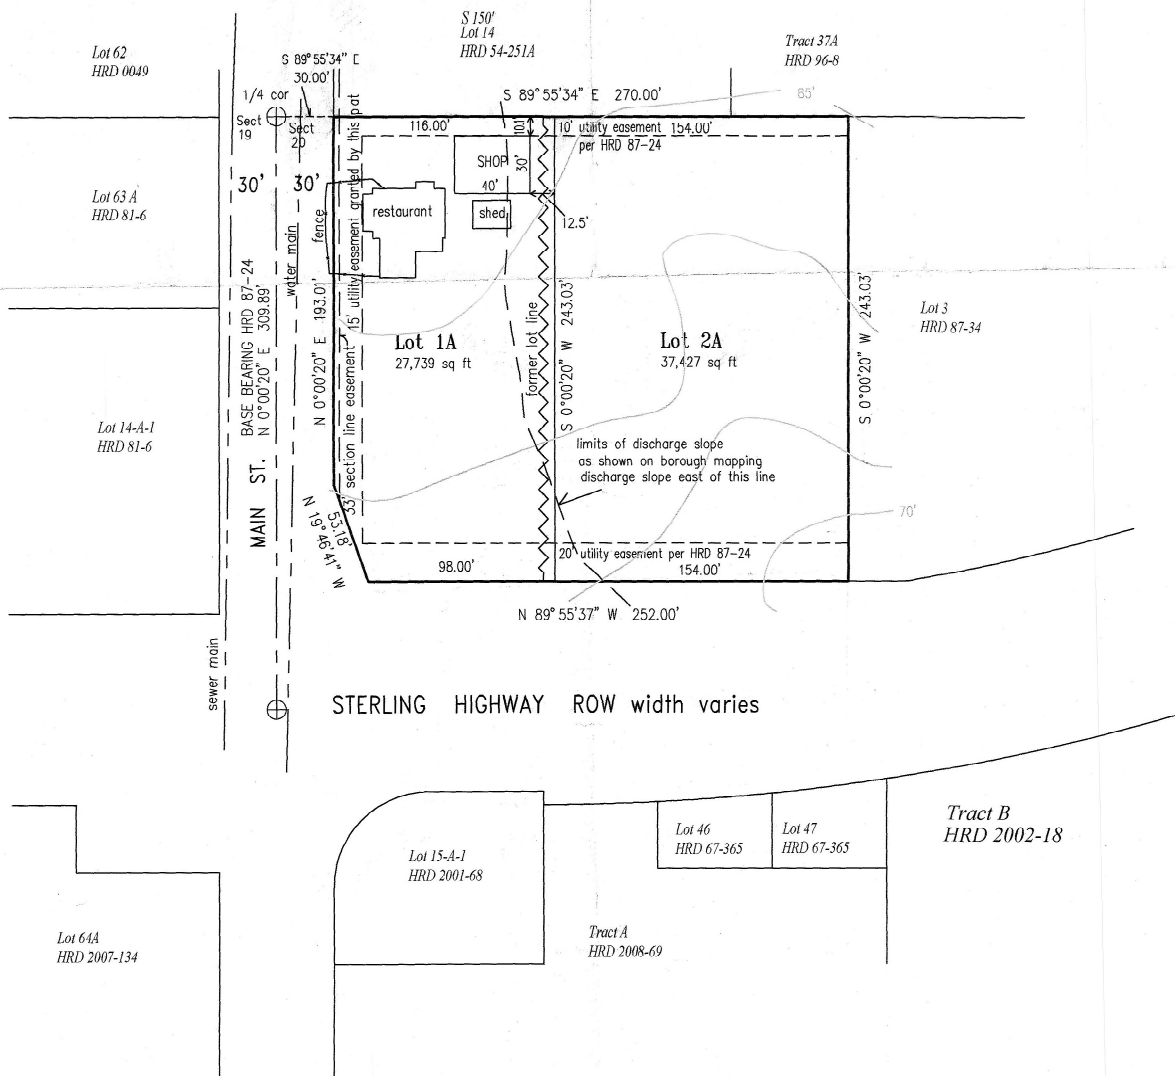 S 150'
Lot 14
HRD 54-251A
Lot 62
HRD 0049
Tract 37A
HRD 96-8
S 89°55'34" E
30.00'
1/4 cor
S 89°55'34" E 270.00'
85'
Sect
19
Sect
20
116.00'
10.1'
10' utility easement 154.00'
per HRD 87-24
SHOP
30'
40'
30' 30'
Lot 63 A
HRD 81-6
restaurant
shed
12.5'
fence
water main
15' utility easement granted by this plat
33' section line easement
BASE BEARING HRD 87-24
N 0°00'20" E 309.89'
N 0°00'20" E 193.0'
former lot line
S 0°00'20" W 243.03'
S 0°00'20" W 243.03'
Lot 3
HRD 87-34
Lot 1A
27,739 sq ft
Lot 2A
37,427 sq ft
Lot 14-A-1
HRD 81-6
limits of discharge slope
as shown on borough mapping
discharge slope east of this line
MAIN ST.
53.18'
N 19°46'41" W
70'
20' utility easement per HRD 87-24
98.00'
154.00'
N 89°55'37" W 252.00'
sewer main
STERLING HIGHWAY ROW width varies
Tract B
HRD 2002-18
Lot 46
HRD 67-365
Lot 47
HRD 67-365
Lot 15-A-1
HRD 2001-68
Lot 64A
HRD 2007-134
Tract A
HRD 2008-69